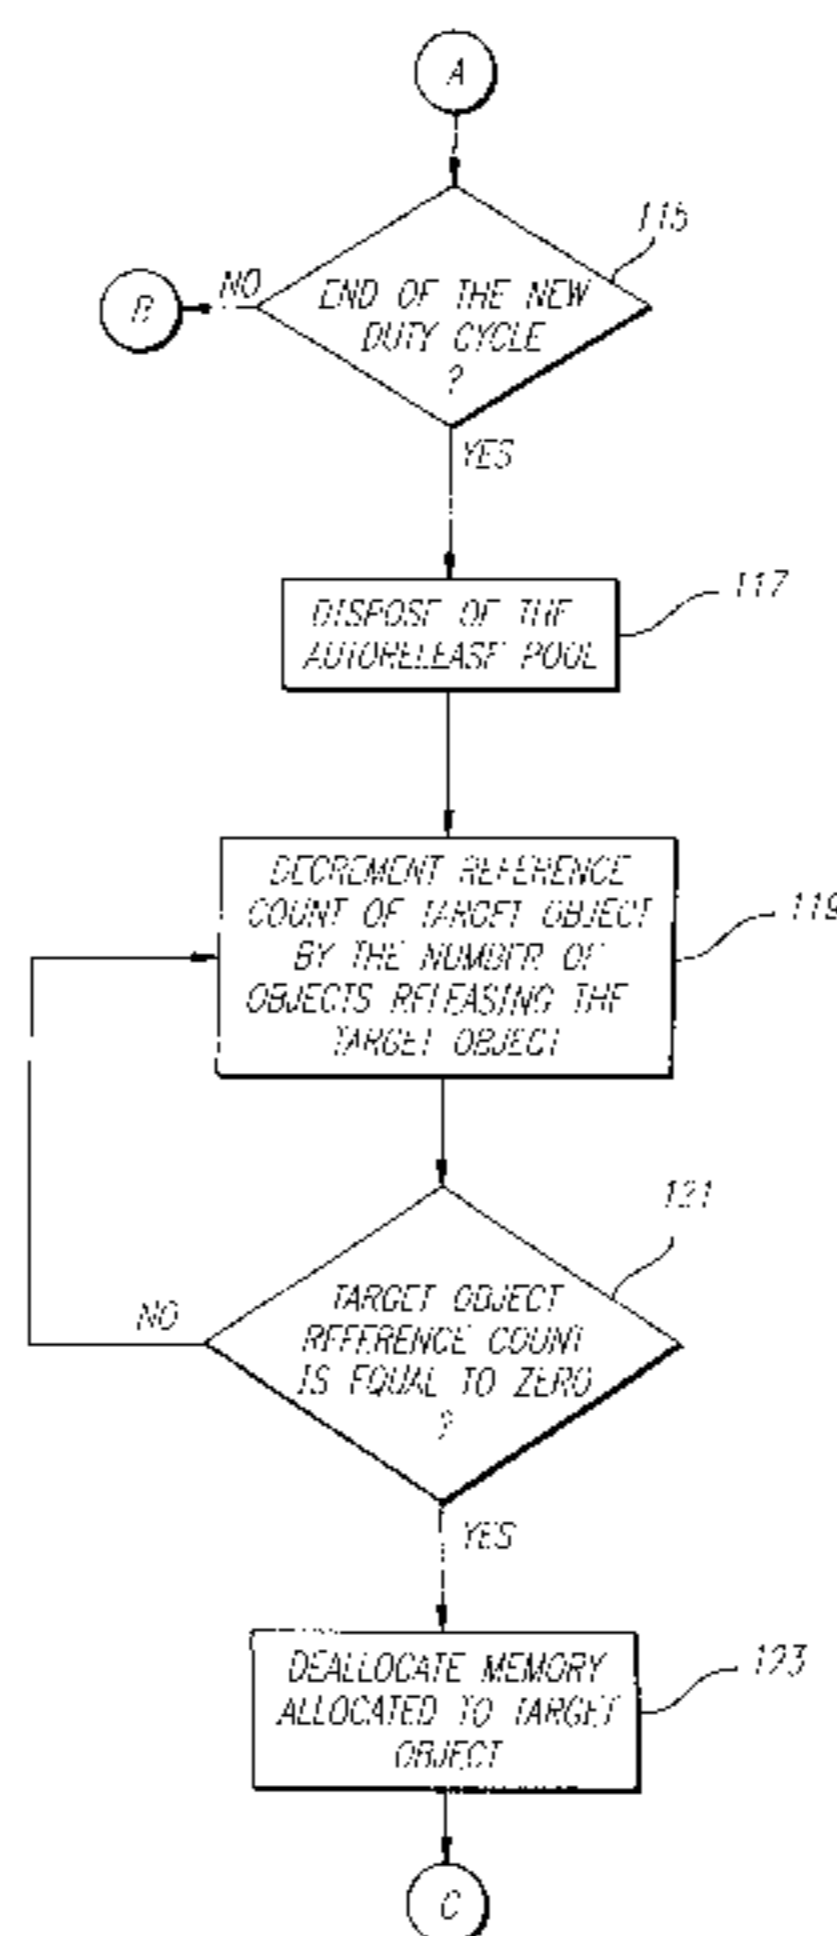 A
115
B
NO
END OF THE NEW
DUTY CYCLE
?
YES
117
DISPOSE OF THE
AUTORELEASE POOL
DECREMENT REFERENCE
COUNT OF TARGET OBJECT
BY THE NUMBER OF
OBJECTS RELEASING THE
TARGET OBJECT
119
121
NO
TARGET OBJECT
REFERENCE COUNT
IS EQUAL TO ZERO
?
YES
DEALLOCATE MEMORY
ALLOCATED TO TARGET
OBJECT
123
C